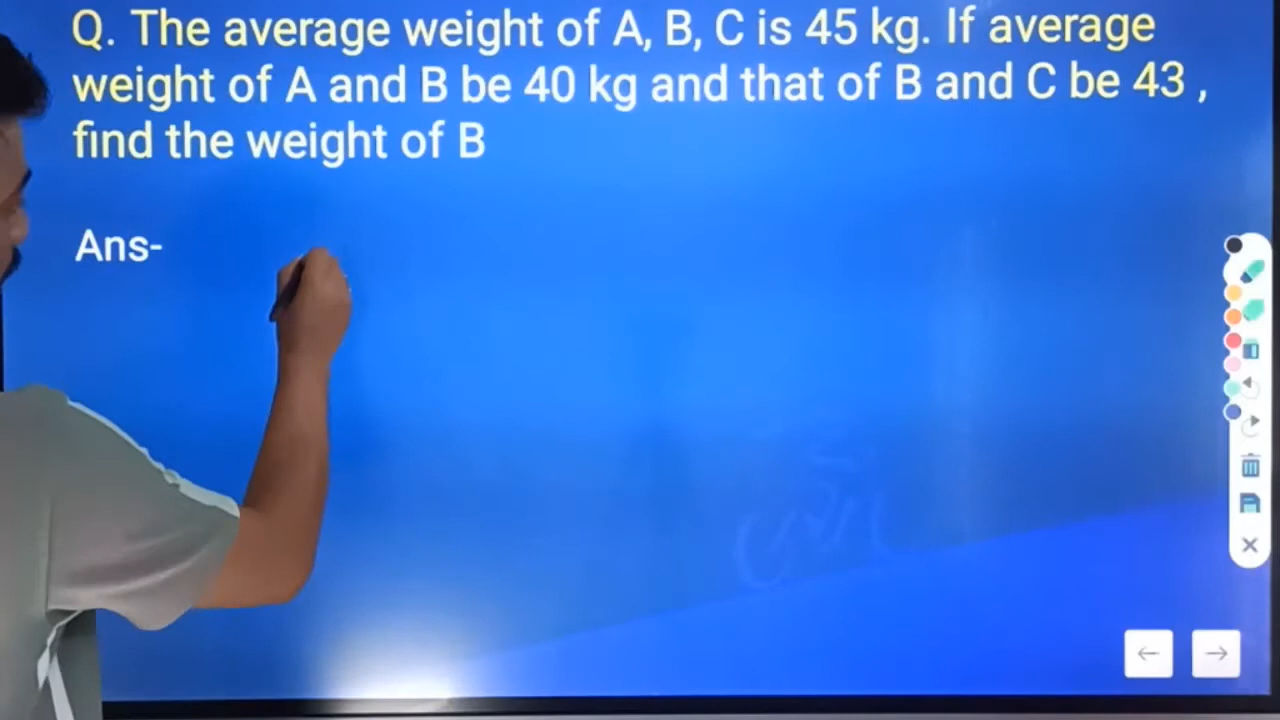 Q. The average weight of A, B, C is 45 kg. If average
weight of A and B be 40 kg and that of B and C be 43 ,
find the weight of B
Ans-